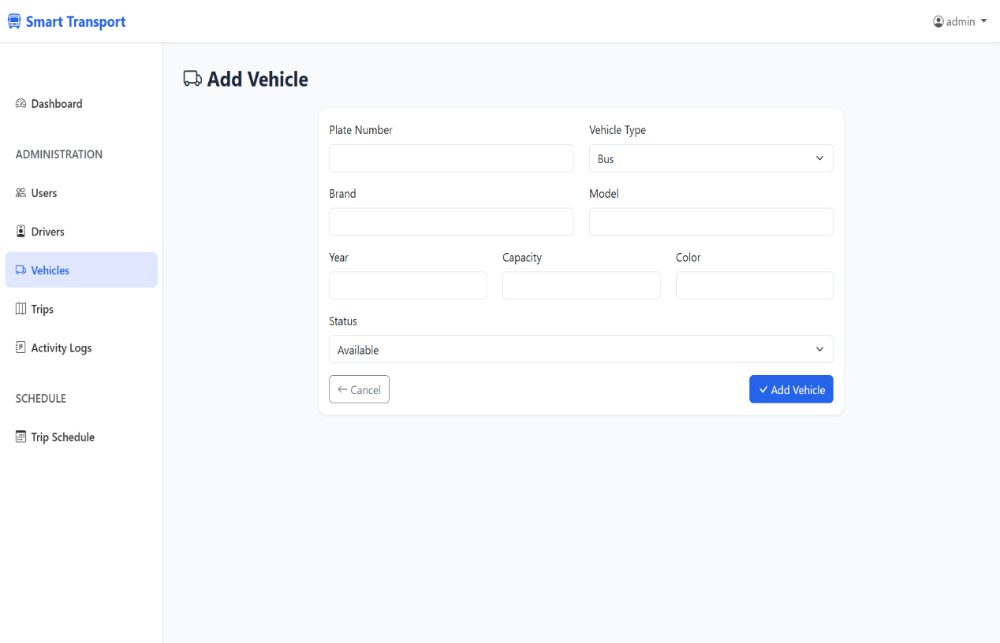 Smart Transport
admin
Dashboard
ADMINISTRATION
Users
Drivers
Vehicles
Trips
Activity Logs
SCHEDULE
Trip Schedule
Add Vehicle
Plate Number
Vehicle Type
Bus
Brand
Model
Year
Capacity
Color
Status
Available
Cancel
Add Vehicle